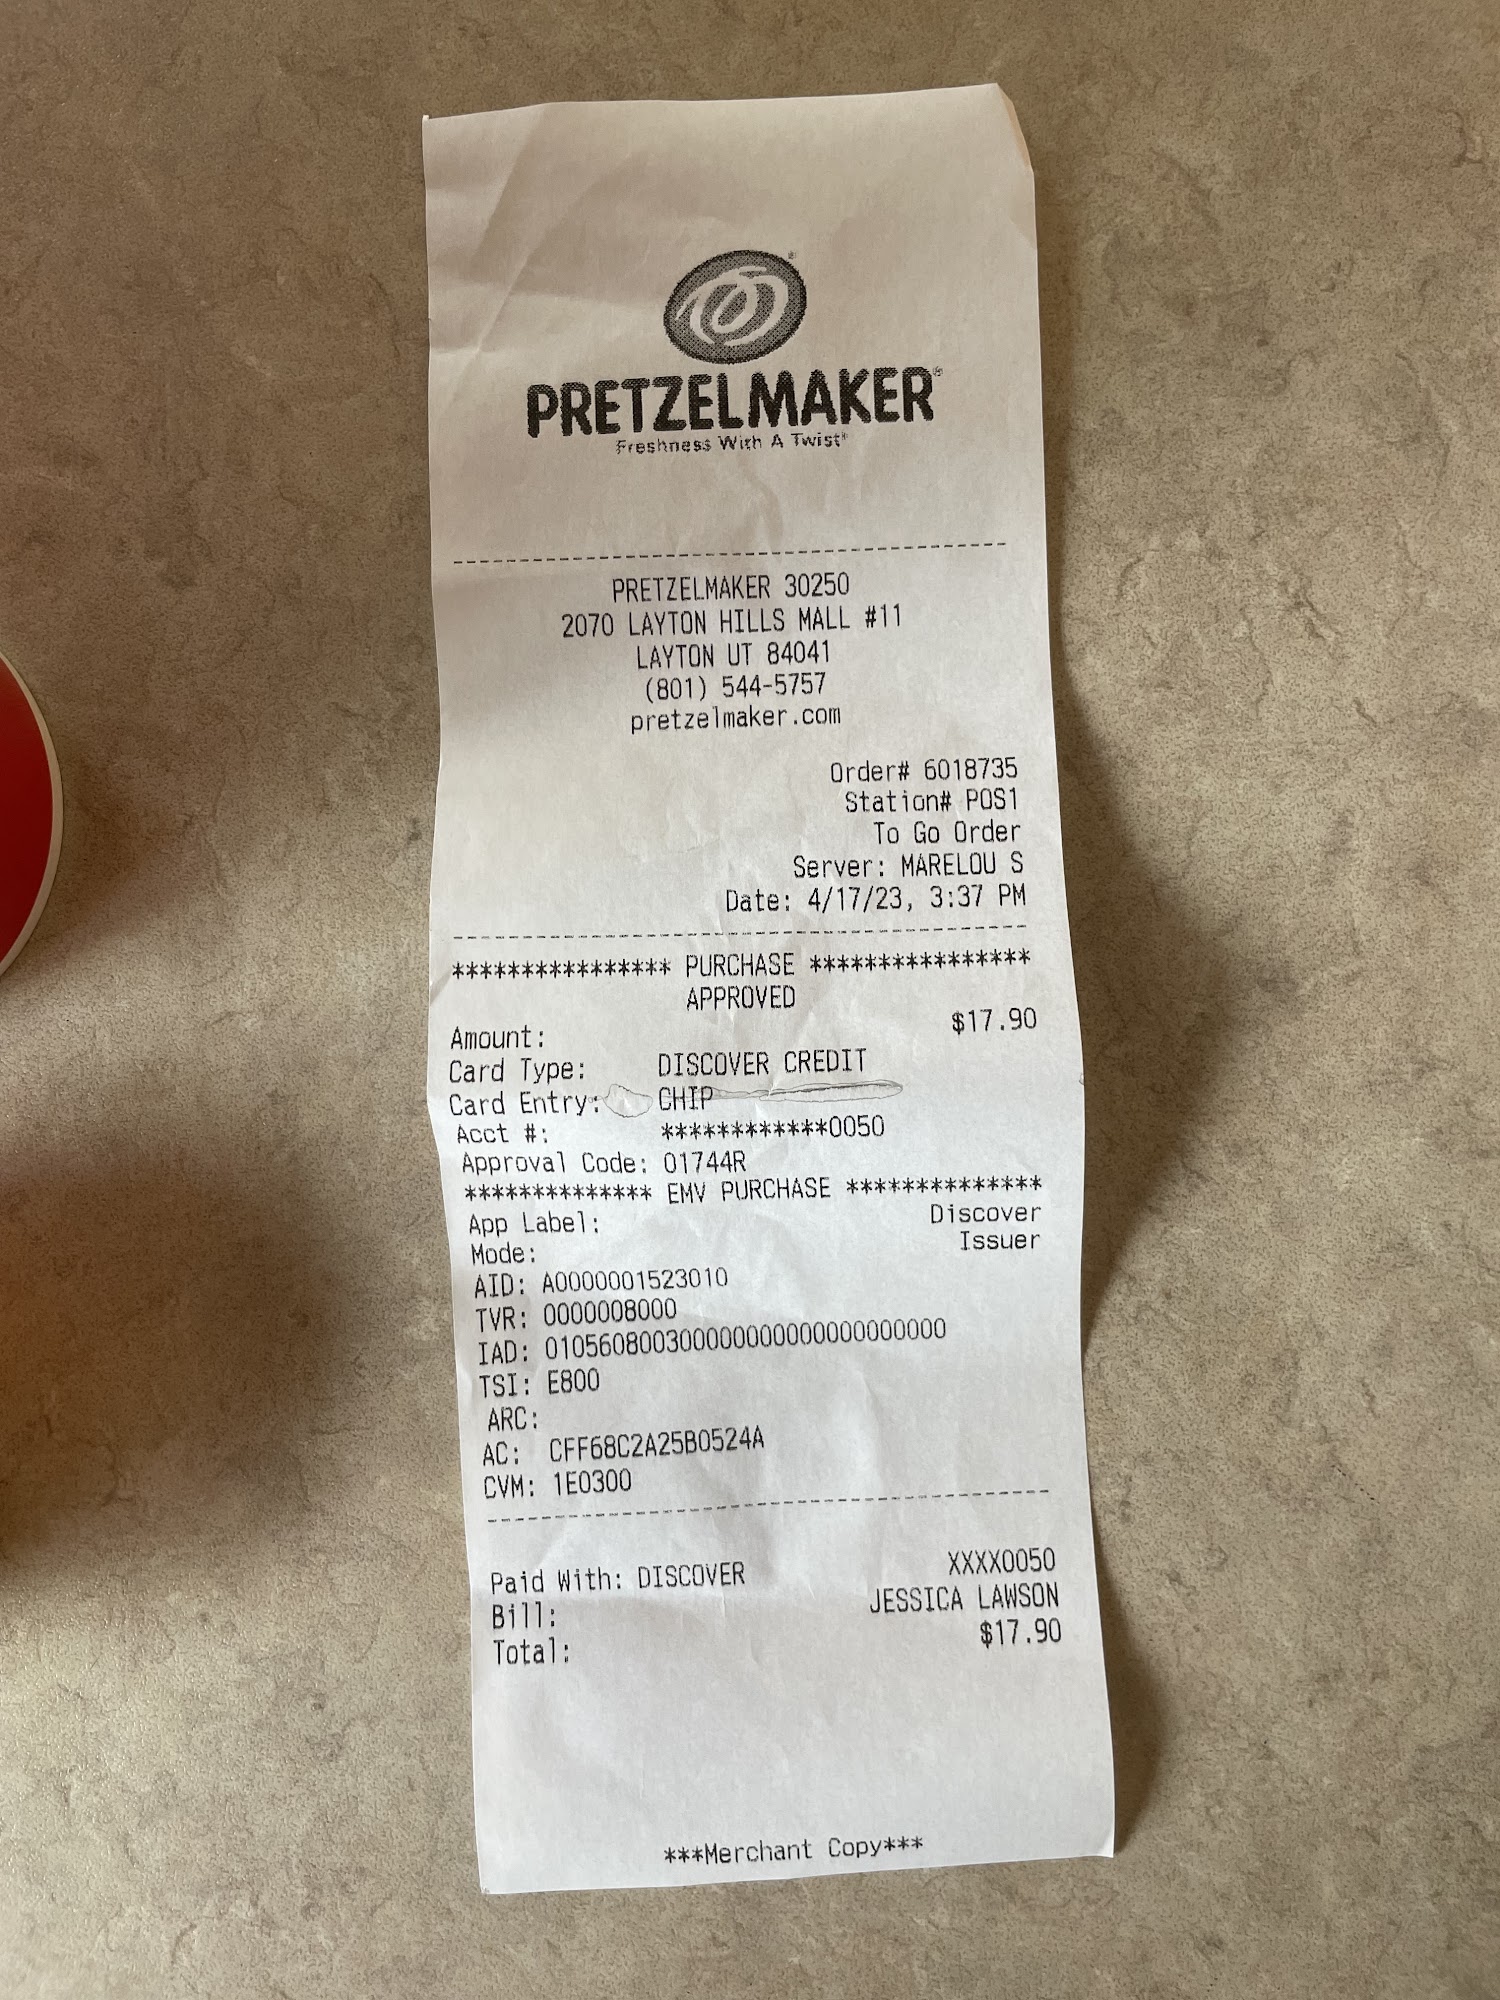 PRETZELMAKER®
Freshness With A Twist®
PRETZELMAKER 30250
2070 LAYTON HILLS MALL #11
LAYTON UT 84041
(801) 544-5757
pretzelmaker.com
Order# 6018735
Station# POS1
To Go Order
Server: MARELOU S
Date: 4/17/23, 3:37 PM
**************** PURCHASE ****************
APPROVED
Amount: $17.90
Card Type: DISCOVER CREDIT
Card Entry: CHIP
Acct #: ************0050
Approval Code: 01744R
************** EMV PURCHASE **************
App Label: Discover
Mode: Issuer
AID: A0000001523010
TVR: 0000008000
IAD: 010560800300000000000000000000
TSI: E800
ARC:
AC: CFF68C2A25B0524A
CVM: 1E0300
Paid With: DISCOVER XXXX0050
Bill: JESSICA LAWSON
Total: $17.90
***Merchant Copy***